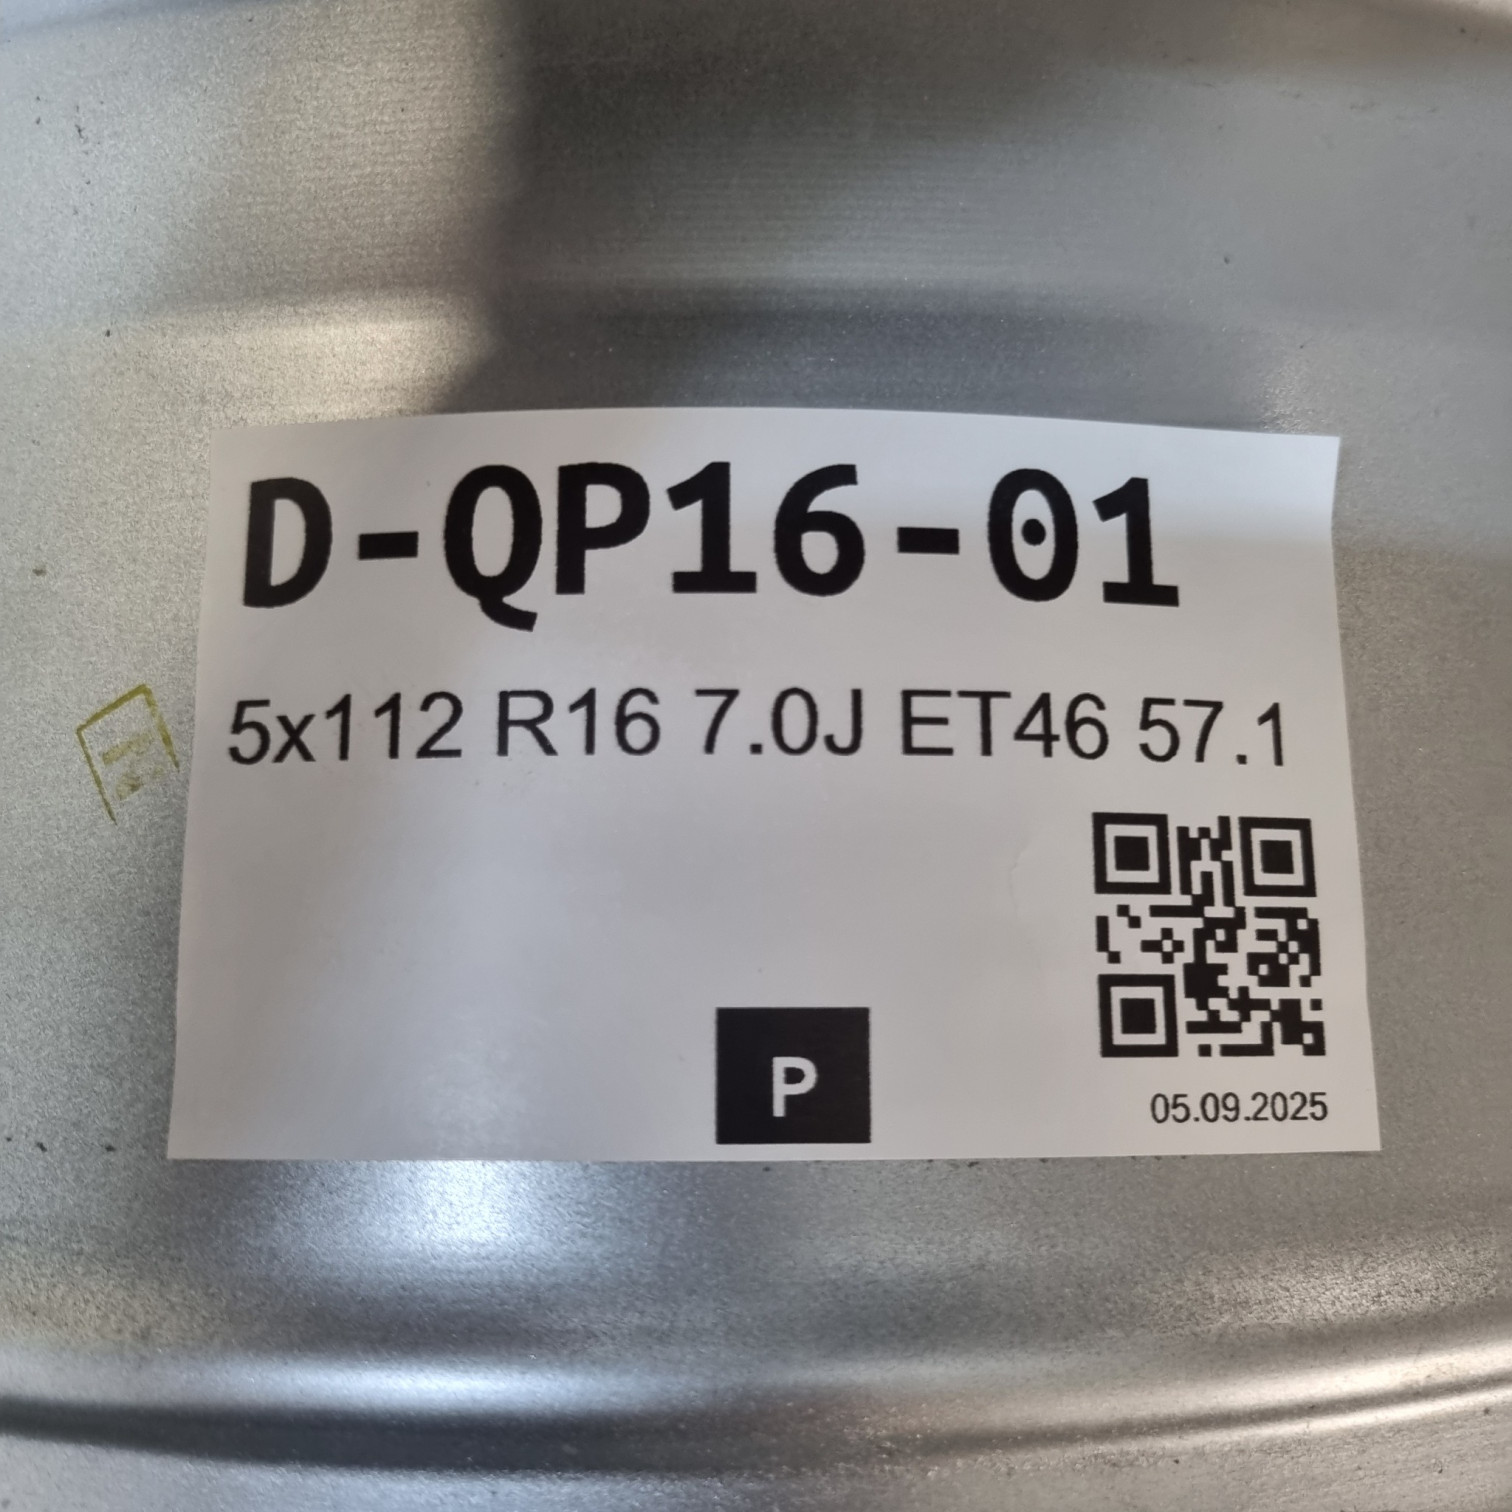 D-QP16-01
5x112 R16 7.0J ET46 57.1
P
05.09.2025